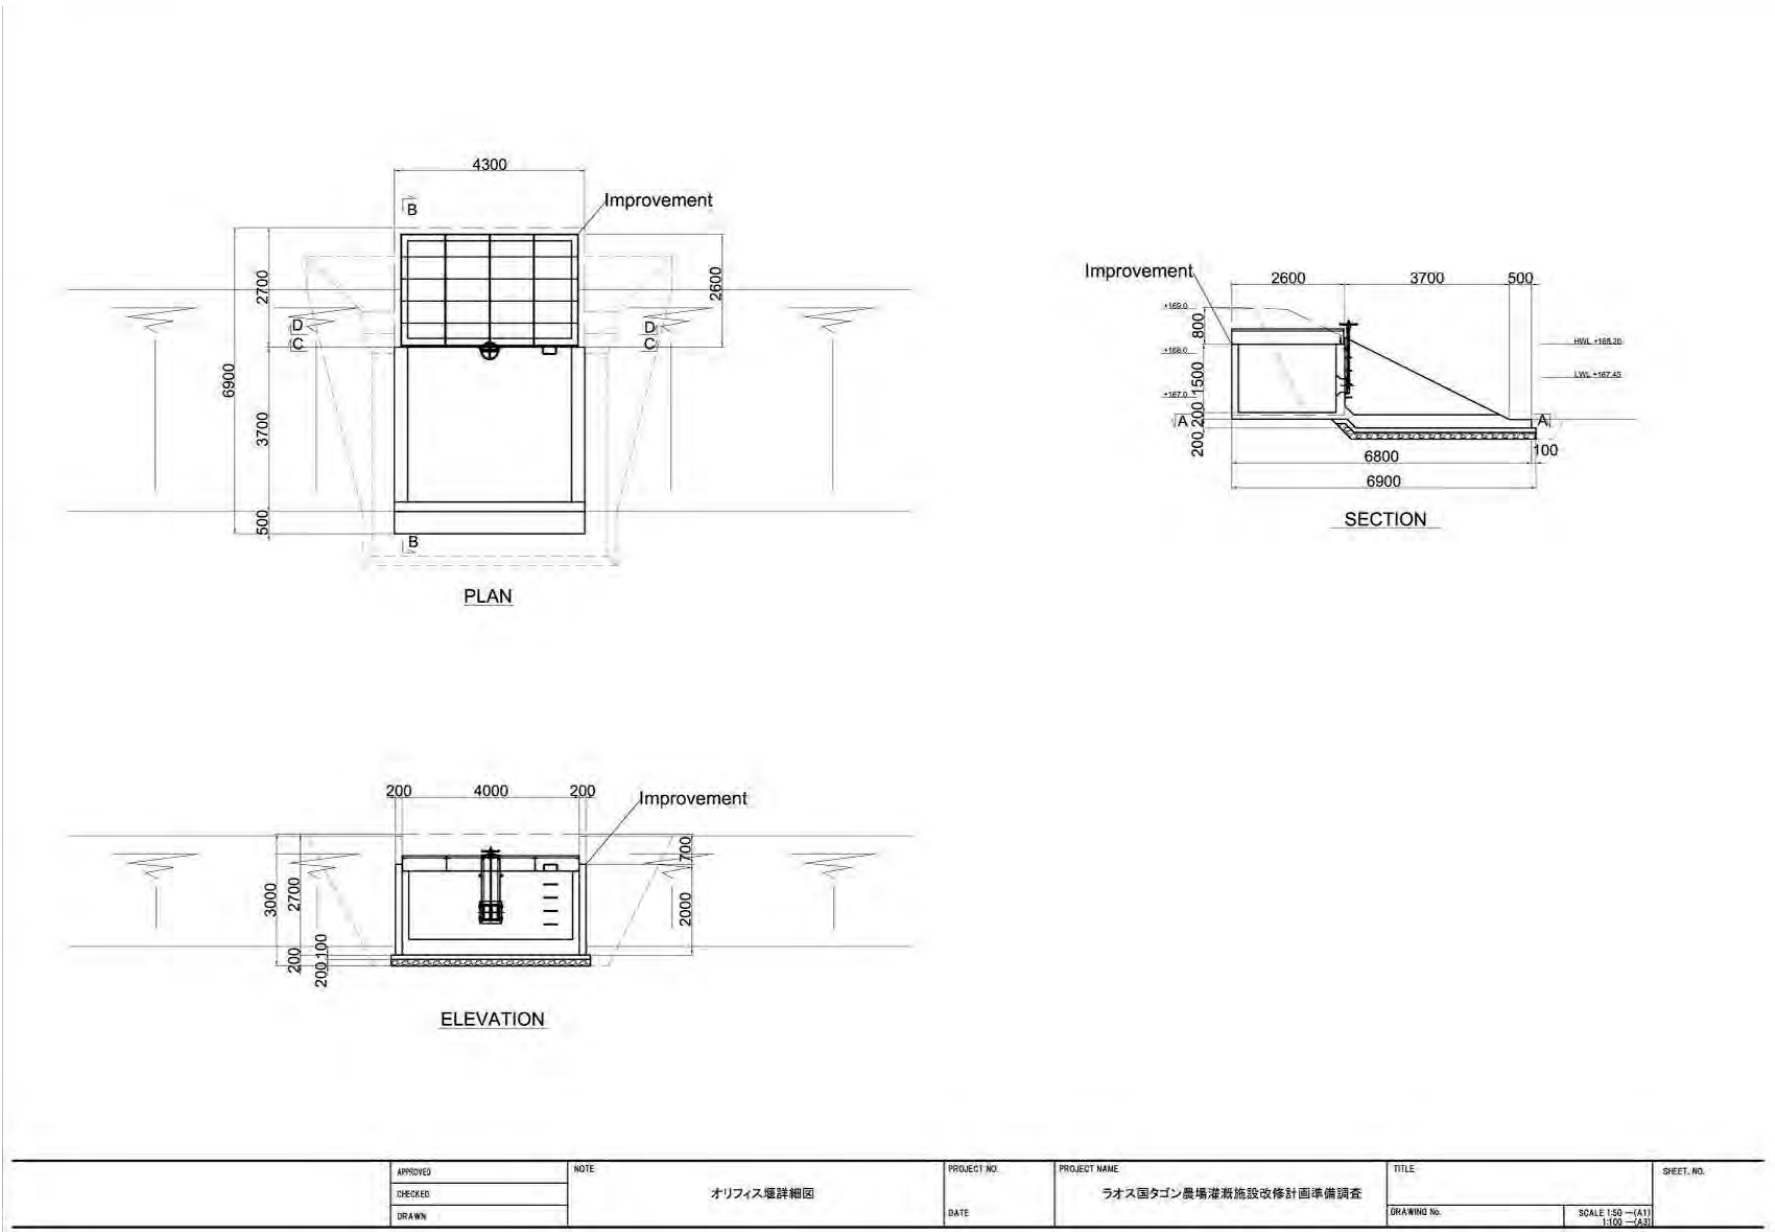 4300
B
Improvement
2700
2600
D
D
C
C
6900
3700
500
B
PLAN
Improvement
2600
3700
500
+169.0
800
HWL +168.20
+168.0
1500
LWL +167.45
+167.0
A
200
A
200
100
6800
6900
SECTION
200
4000
200
Improvement
700
3000
2700
2000
200
100
200
ELEVATION
APPROVED
CHECKED
DRAWN
NOTE
オリフィス堰詳細図
PROJECT NO.
DATE
PROJECT NAME
ラオス国タゴン農場灌漑施設改修計画準備調査
TITLE
DRAWING No.
SCALE 1:50 —(A1)
1:100 —(A3)
SHEET. NO.